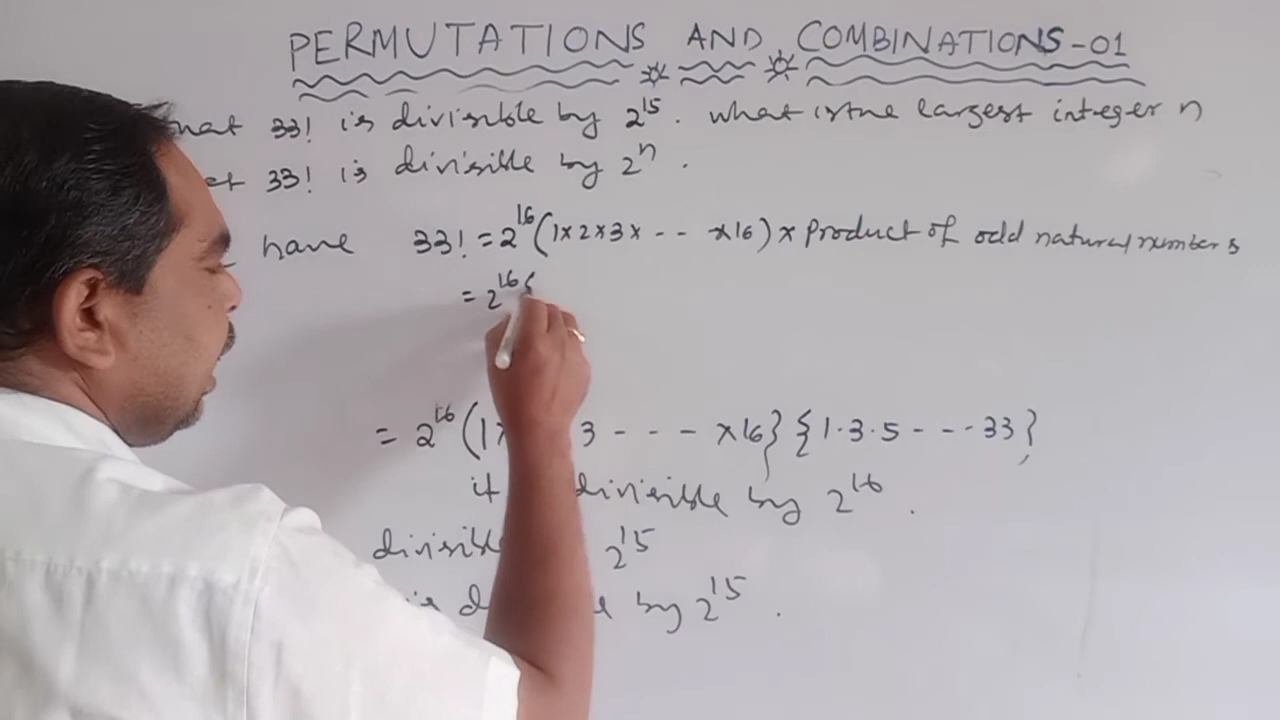 PERMUTATIONS AND COMBINATIONS-01
33! is divisible by 2^15. what is the largest integer n
33! is divisible by 2^n.
have 33! = 2^16(1×2×3×-- ×16)× product of odd natural numbers
= 2^16{
= 2^16(1× 3---- ×16}{1·3·5---·33}
it divisible by 2^16.
2^15
by 2^15.